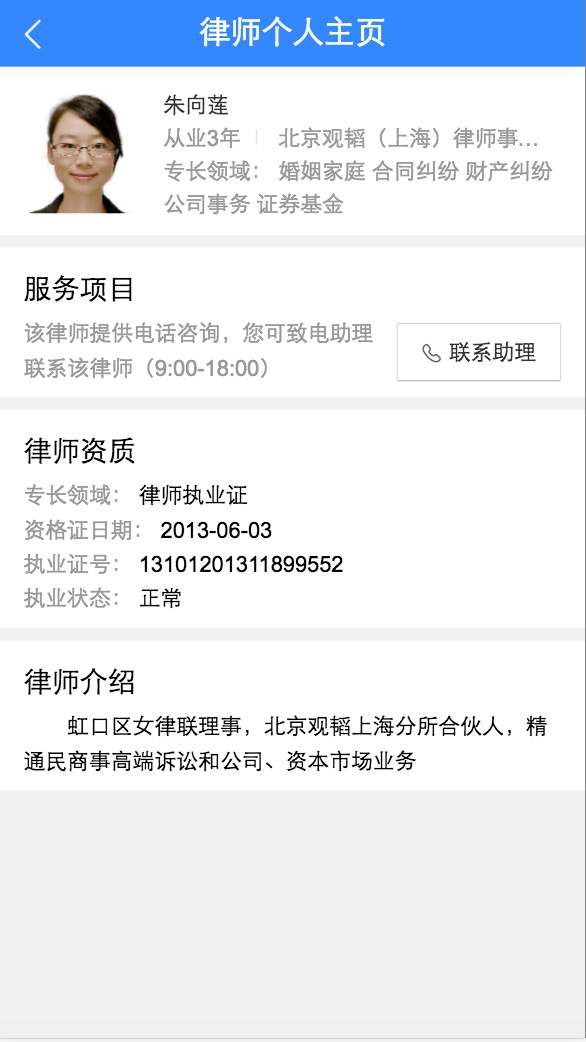 律师个人主页
朱向莲
从业3年 北京观韬（上海）律师事...
专长领域： 婚姻家庭 合同纠纷 财产纠纷
公司事务 证券基金
服务项目
该律师提供电话咨询，您可致电助理
联系该律师（9:00-18:00）
联系助理
律师资质
专长领域： 律师执业证
资格证日期： 2013-06-03
执业证号： 13101201311899552
执业状态： 正常
律师介绍
虹口区女律联理事，北京观韬上海分所合伙人，精
通民商事高端诉讼和公司、资本市场业务